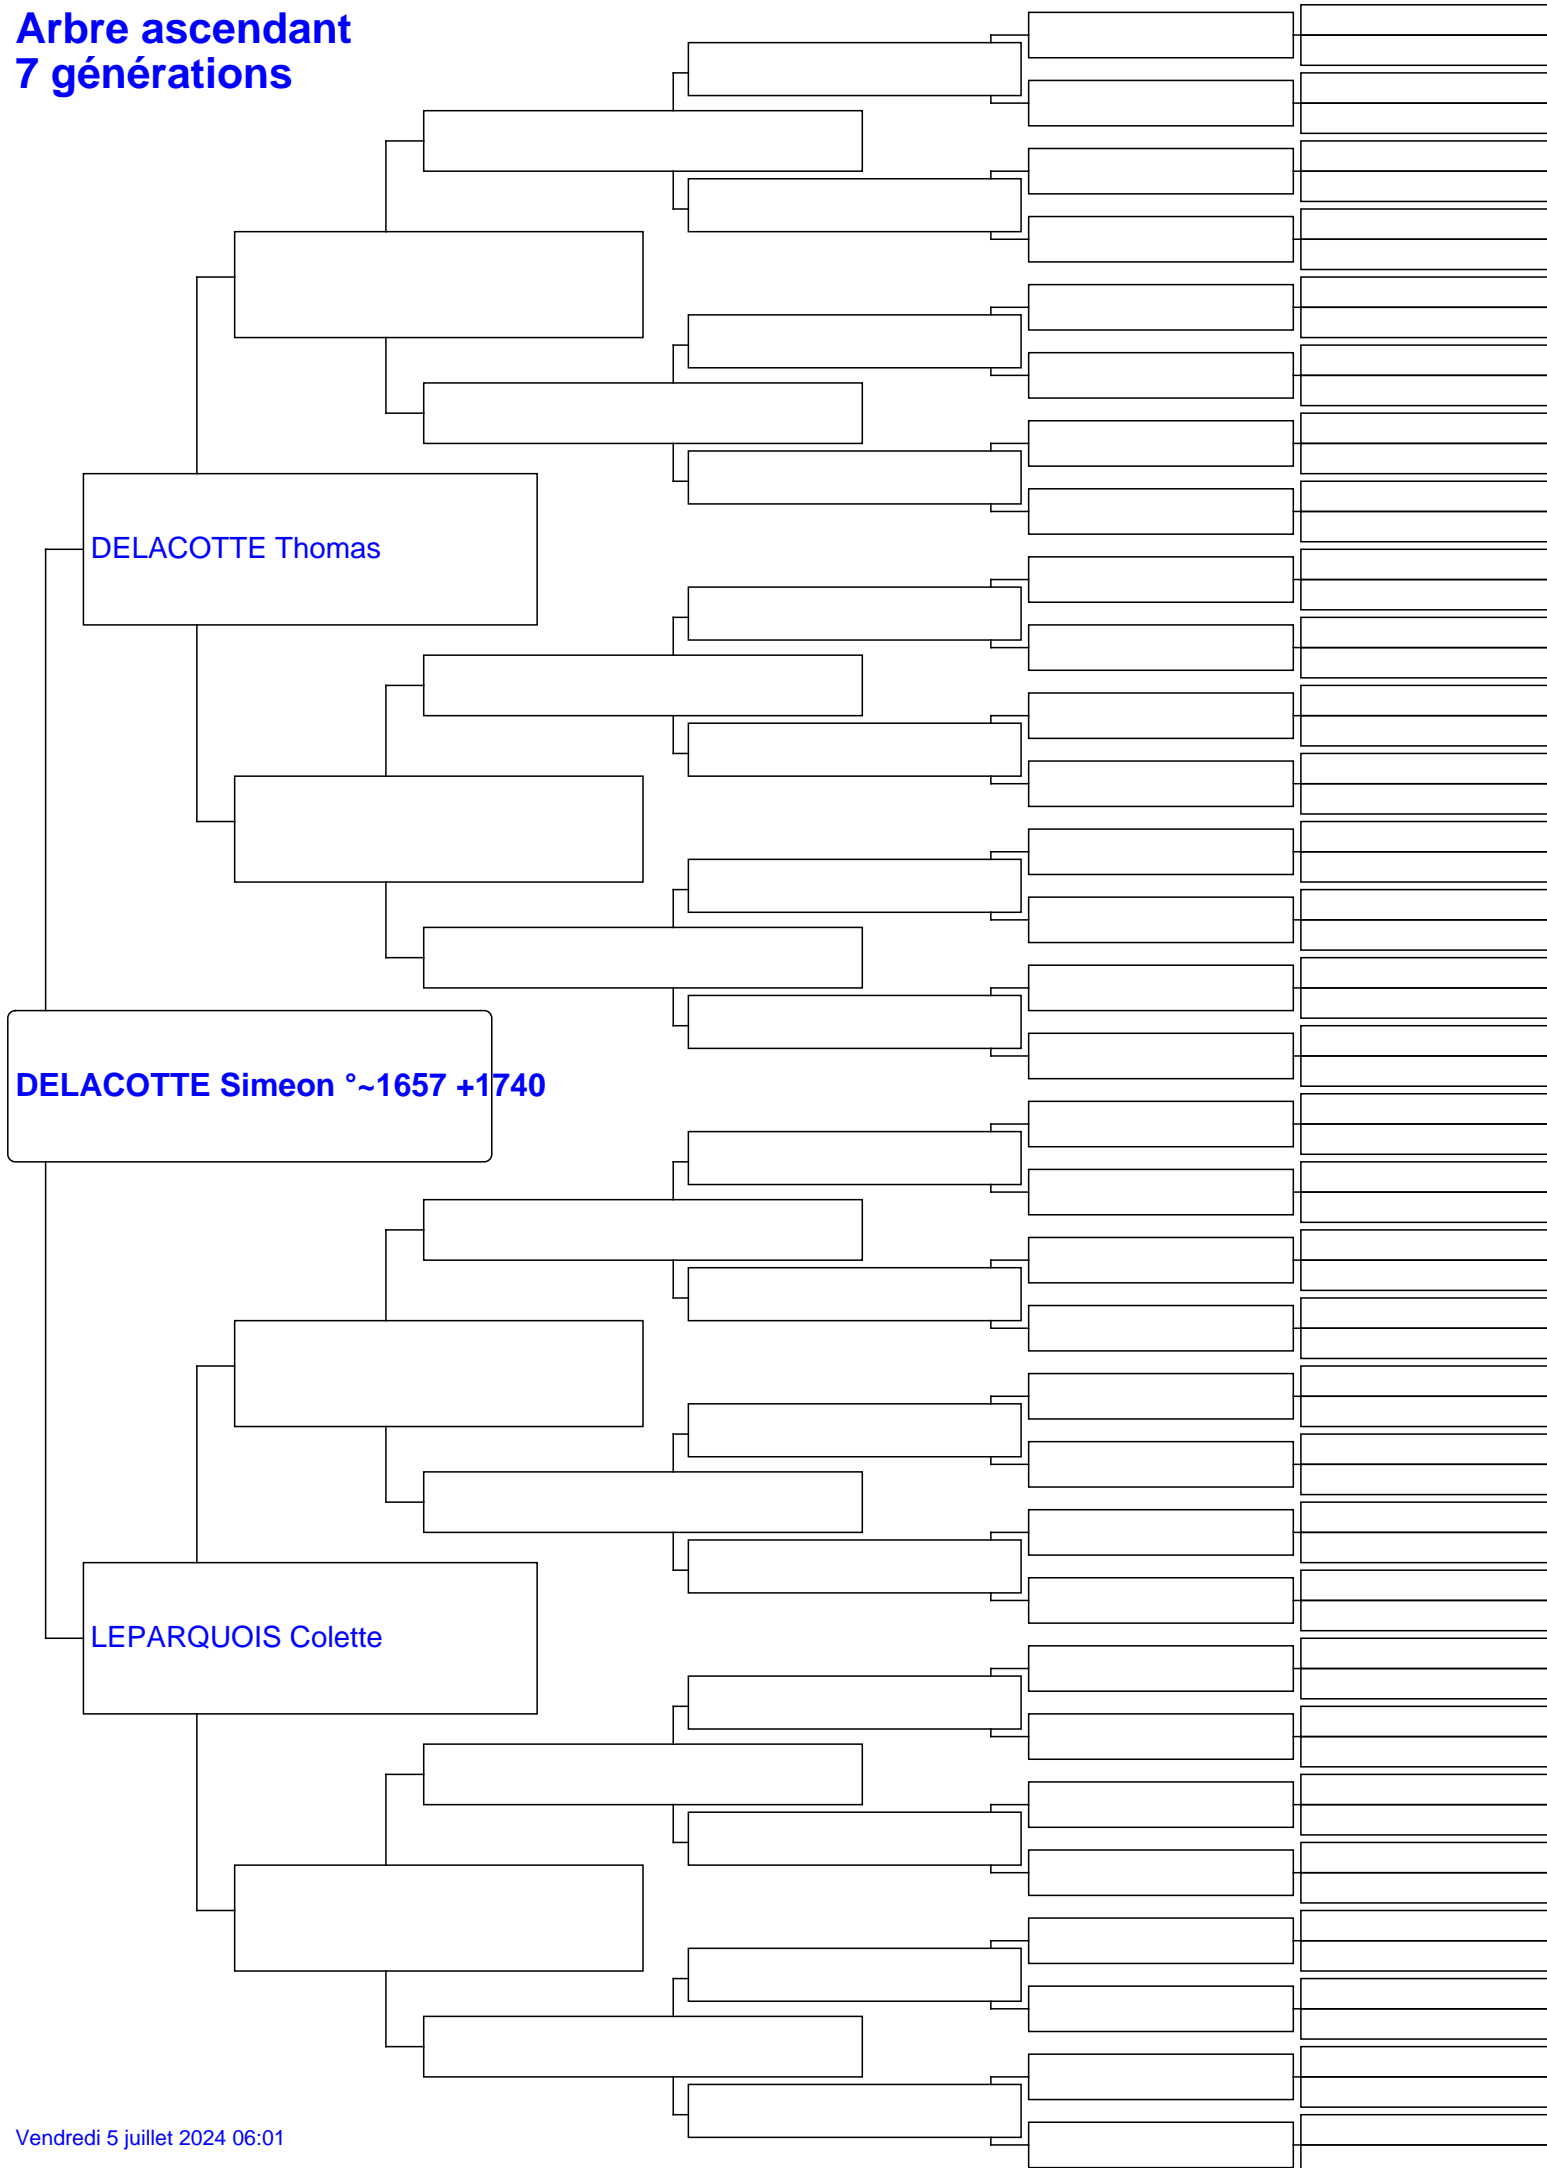 Arbre ascendant
7 générations
DELACOTTE Thomas
DELACOTTE Simeon °~1657 +1740
LEPARQUOIS Colette
Vendredi 5 juillet 2024 06:01